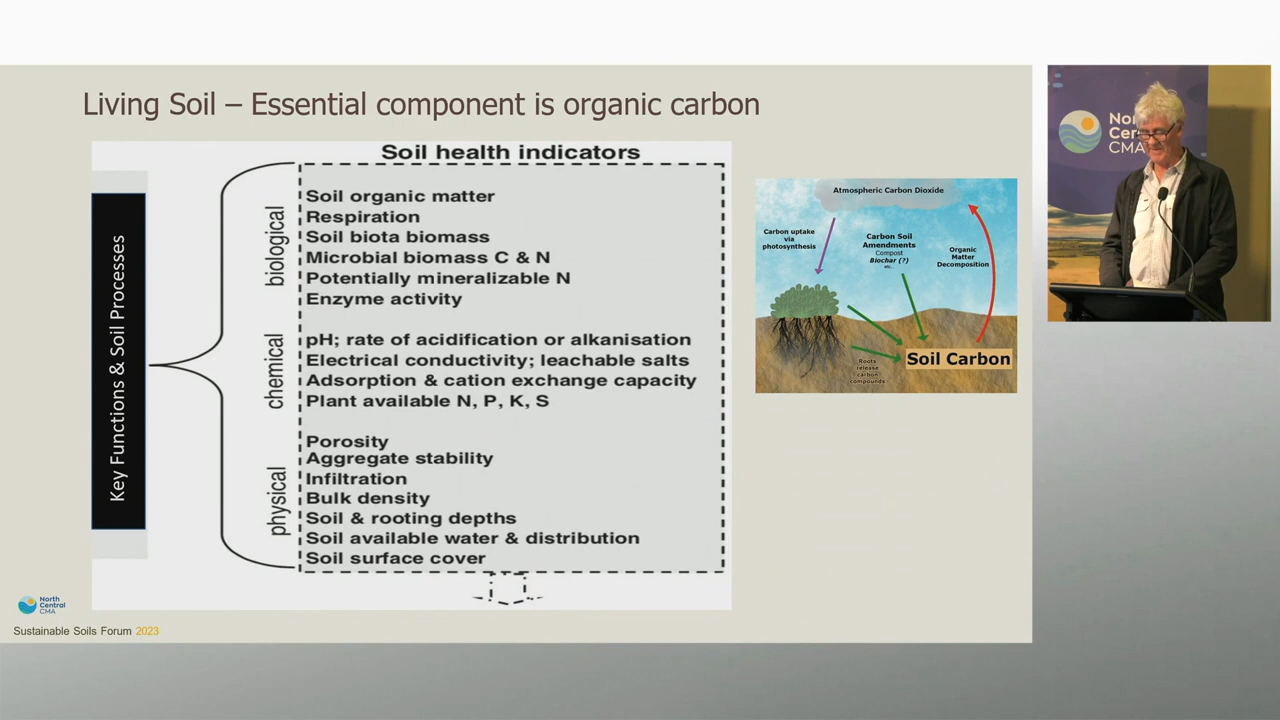 Living Soil – Essential component is organic carbon
Soil health indicators
Key Functions & Soil Processes
biological
Soil organic matter
Respiration
Soil biota biomass
Microbial biomass C & N
Potentially mineralizable N
Enzyme activity
chemical
pH; rate of acidification or alkanisation
Electrical conductivity; leachable salts
Adsorption & cation exchange capacity
Plant available N, P, K, S
physical
Porosity
Aggregate stability
Infiltration
Bulk density
Soil & rooting depths
Soil available water & distribution
Soil surface cover
Atmospheric Carbon Dioxide
Carbon uptake
via
photosynthesis
Carbon Soil
Amendments
Compost
Biochar (?)
etc..
Organic
Matter
Decomposition
Roots
release
carbon
compounds
Soil Carbon
North
Central
CMA
Sustainable Soils Forum 2023
CMA